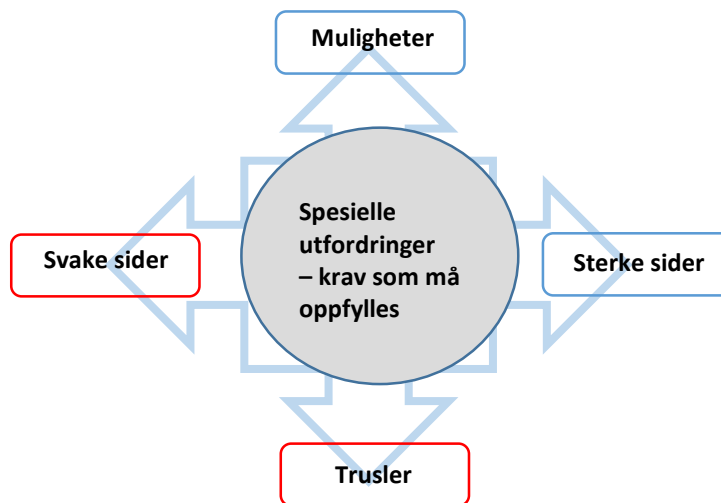 Muligheter
Spesielle
utfordringer
– krav som må
oppfylles
Svake sider
Sterke sider
Trusler